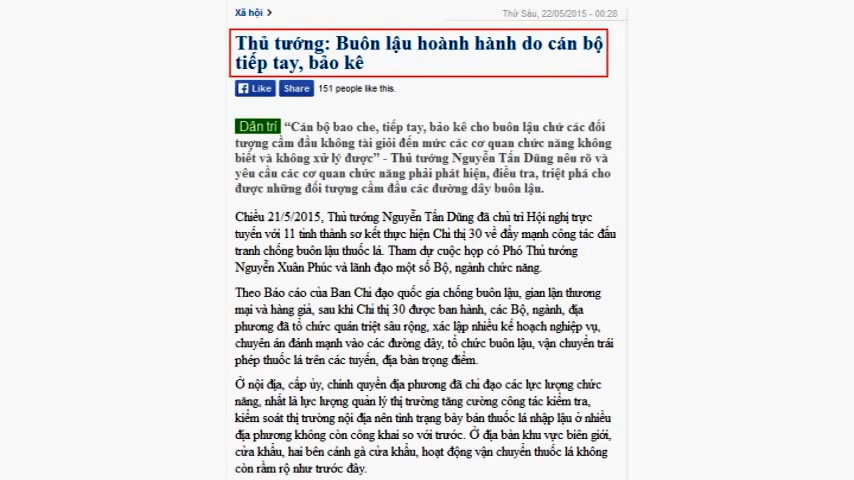 Xã hội >
Thứ Sáu, 22/05/2015 - 00:28
Thủ tướng: Buôn lậu hoành hành do cán bộ
tiếp tay, bảo kê
Like Share 151 people like this.
Dân trí “Cán bộ bao che, tiếp tay, bảo kê cho buôn lậu chứ các đối
tượng cầm đầu không tài giỏi đến mức các cơ quan chức năng không
biết và không xử lý được” - Thủ tướng Nguyễn Tấn Dũng nêu rõ và
yêu cầu các cơ quan chức năng phải phát hiện, điều tra, triệt phá cho
được những đối tượng cầm đầu các đường dây buôn lậu.
Chiều 21/5/2015, Thủ tướng Nguyễn Tấn Dũng đã chủ trì Hội nghị trực
tuyến với 11 tỉnh thành sơ kết thực hiện Chỉ thị 30 về đẩy mạnh công tác đấu
tranh chống buôn lậu thuốc lá. Tham dự cuộc họp có Phó Thủ tướng
Nguyễn Xuân Phúc và lãnh đạo một số Bộ, ngành chức năng.
Theo Báo cáo của Ban Chỉ đạo quốc gia chống buôn lậu, gian lận thương
mại và hàng giả, sau khi Chỉ thị 30 được ban hành, các Bộ, ngành, địa
phương đã tổ chức quán triệt sâu rộng, xác lập nhiều kế hoạch nghiệp vụ,
chuyên án đánh mạnh vào các đường dây, tổ chức buôn lậu, vận chuyển trái
phép thuốc lá trên các tuyến, địa bàn trọng điểm.
Ở nội địa, cấp ủy, chính quyền địa phương đã chỉ đạo các lực lượng chức
năng, nhất là lực lượng quản lý thị trường tăng cường công tác kiểm tra,
kiểm soát thị trường nội địa nên tình trạng bày bán thuốc lá nhập lậu ở nhiều
địa phương không còn công khai so với trước. Ở địa bàn khu vực biên giới,
cửa khẩu, hai bên cánh gà cửa khẩu, hoạt động vận chuyển thuốc lá không
còn rầm rộ như trước đây.